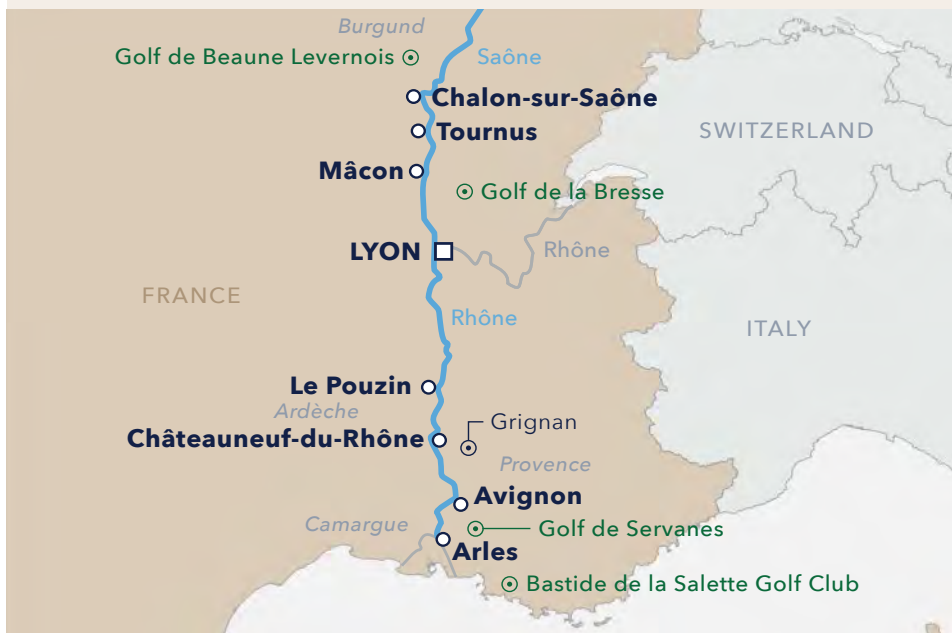 Burgund
Golf de Beaune Levernois
Saône
Chalon-sur-Saône
Tournus
SWITZERLAND
Mâcon
Golf de la Bresse
LYON
Rhône
FRANCE
Rhône
ITALY
Le Pouzin
Ardèche
Grignan
Châteauneuf-du-Rhône
Provence
Avignon
Camargue
Golf de Servanes
Arles
Bastide de la Salette Golf Club